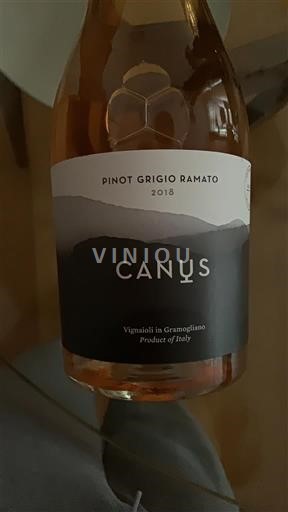 PINOT GRIGIO RAMATO
2018
VINIOU
CANUS
Vignaioli in Gramogliano
Product of Italy